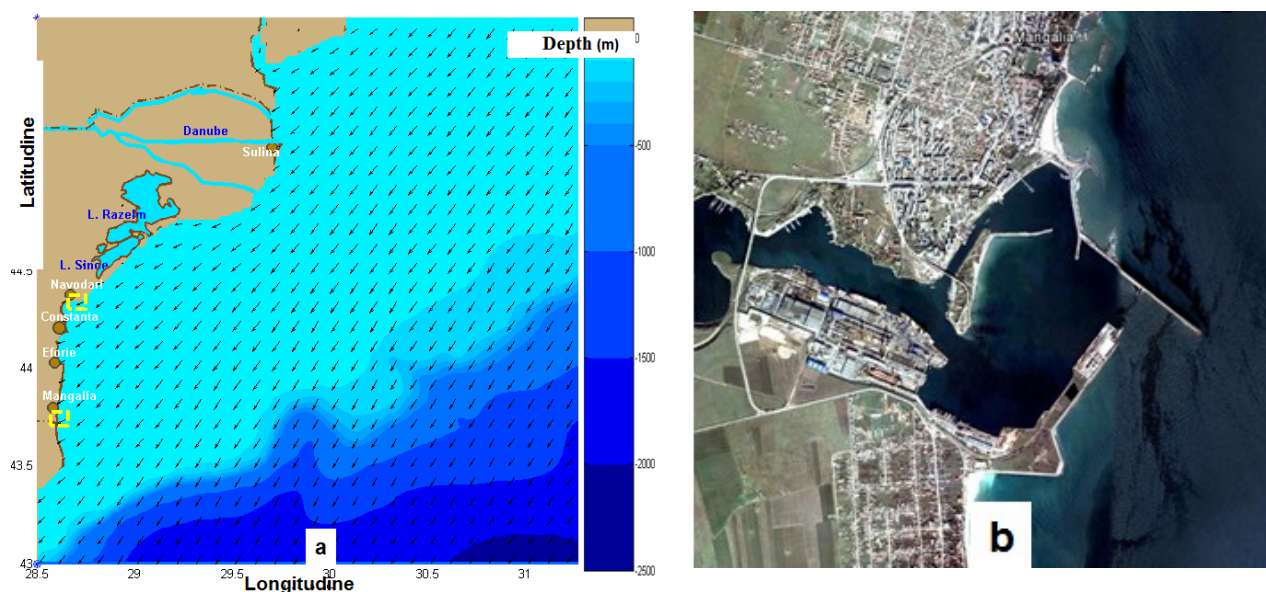 Depth (m)
0
-500
-1000
-1500
-2000
-2500
Latitudine
Danube
Sulina
L. Razelm
L. Sinoe
Navodari
Constanta
Eforie
Mangalia
44.5
44
43.5
43
28.5
29
29.5
30
30.5
31
Longitudine
a
Mangalia
b